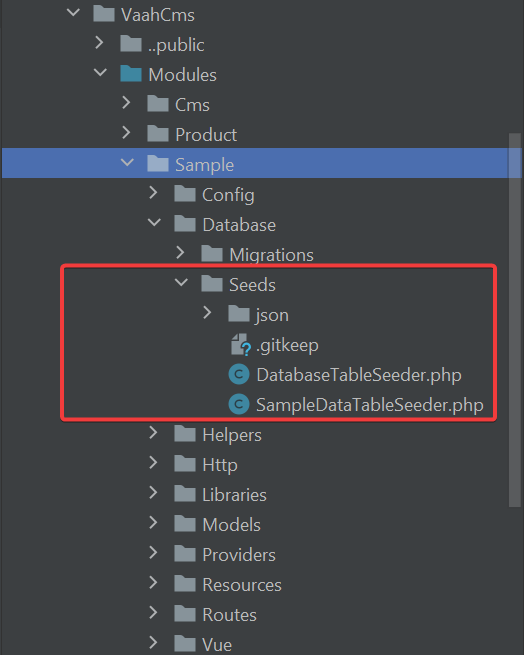 VaahCms
..public
Modules
Cms
Product
Sample
Config
Database
Migrations
Seeds
json
.gitkeep
DatabaseTableSeeder.php
SampleDataTableSeeder.php
Helpers
Http
Libraries
Models
Providers
Resources
Routes
Vue